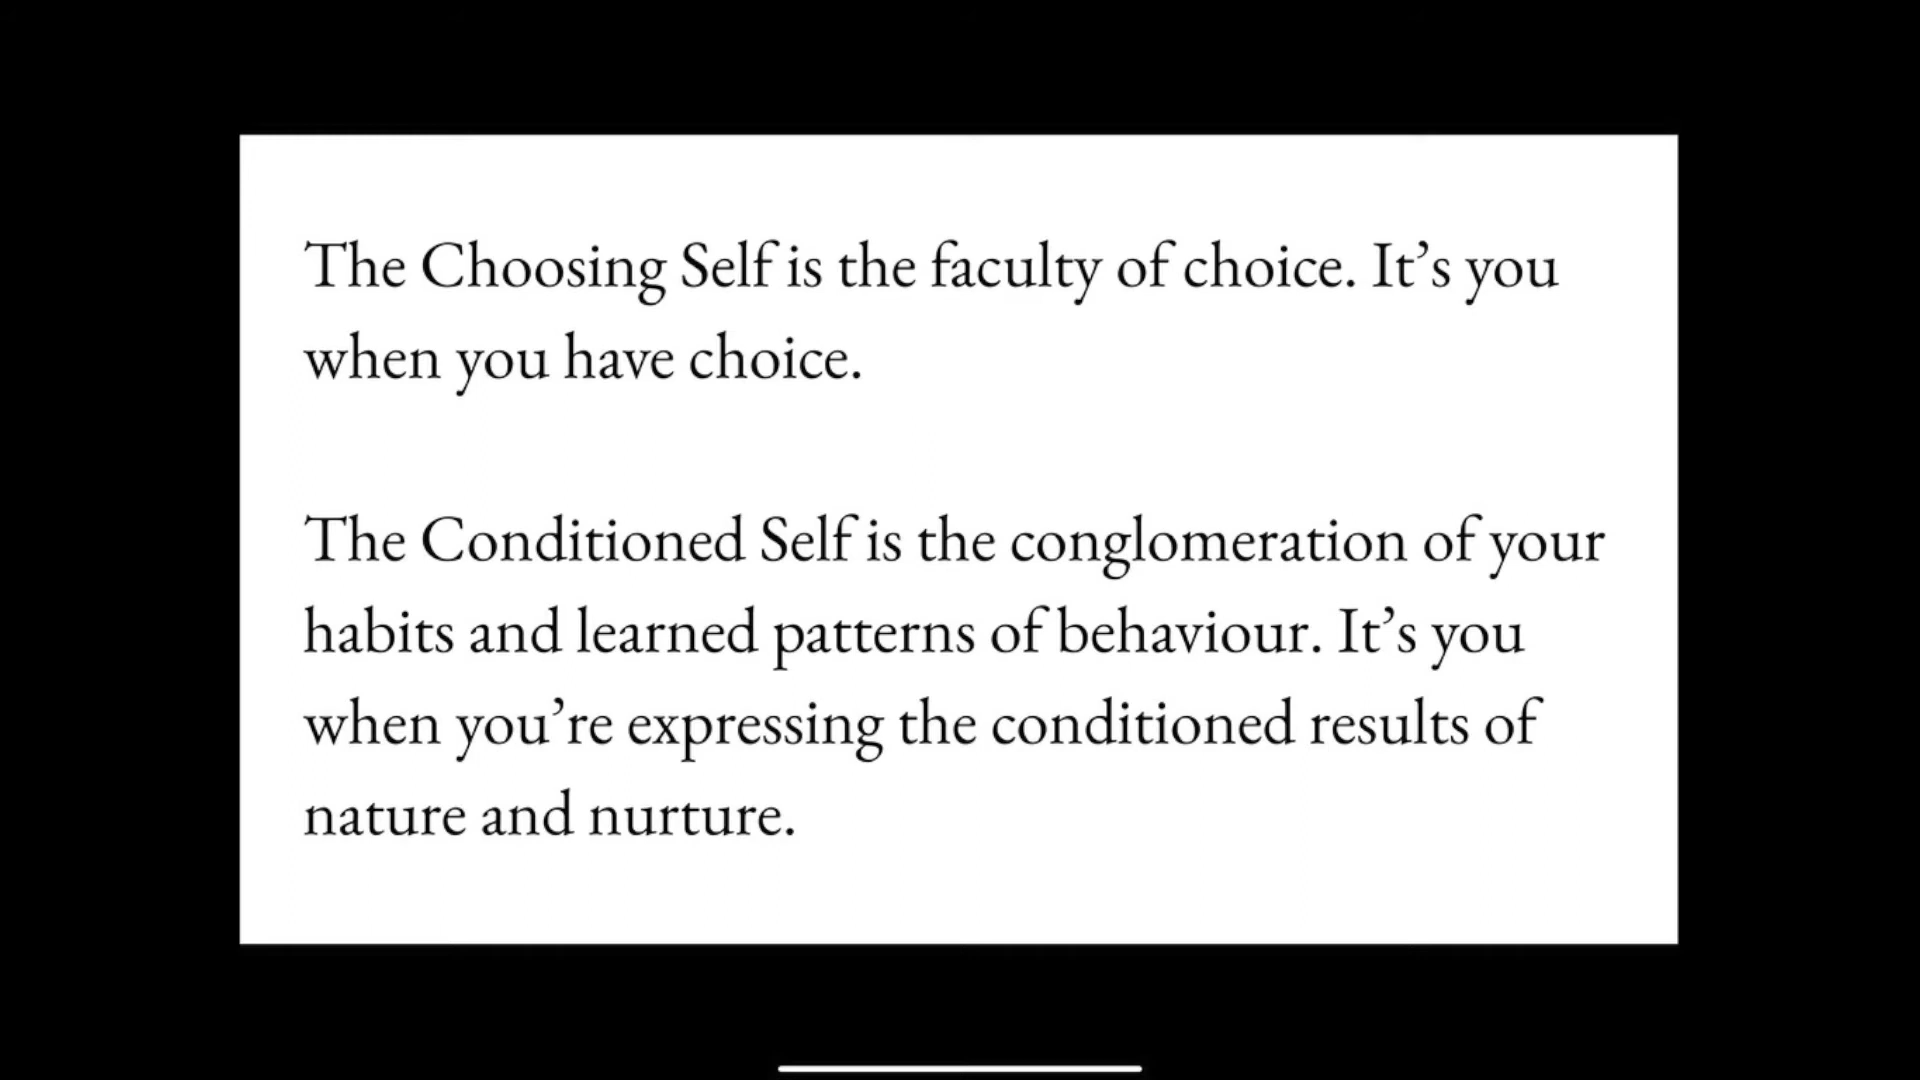 The Choosing Self is the faculty of choice. It’s you
when you have choice.
The Conditioned Self is the conglomeration of your
habits and learned patterns of behaviour. It’s you
when you’re expressing the conditioned results of
nature and nurture.